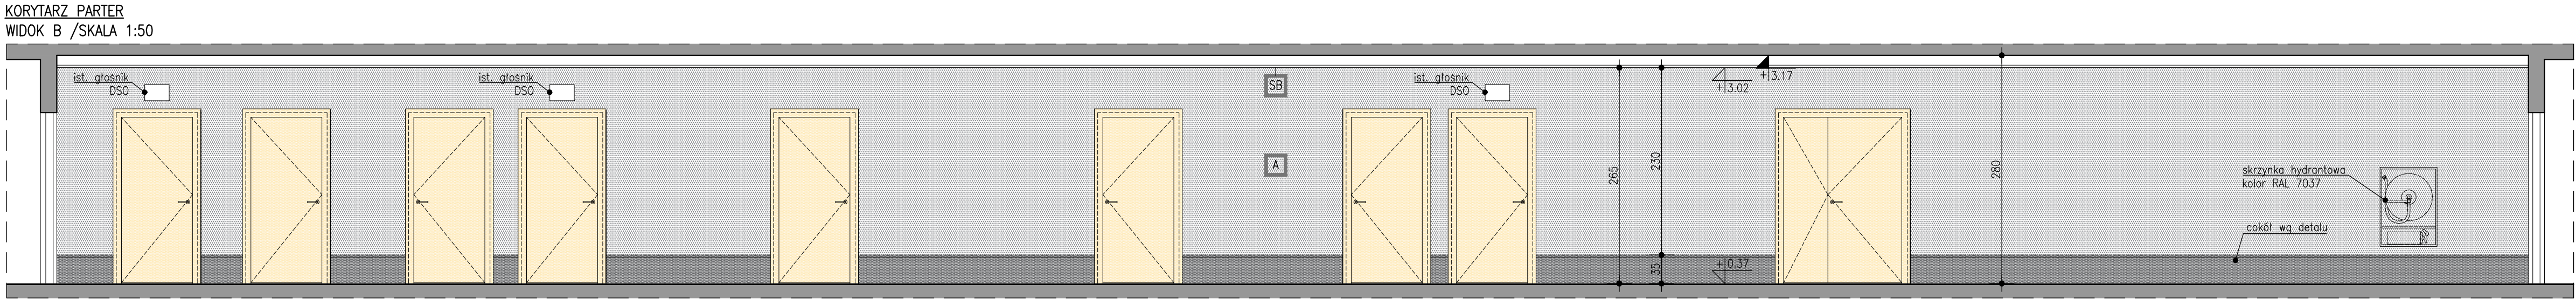 KORYTARZ PARTER
WIDOK B /SKALA 1:50
ist. głośnik
DSO
ist. głośnik
DSO
SB
A
ist. głośnik
DSO
265
230
35
+3.02
+3.17
+0.37
280
skrzynka hydrantowa
kolor RAL 7037
cokół wg detalu